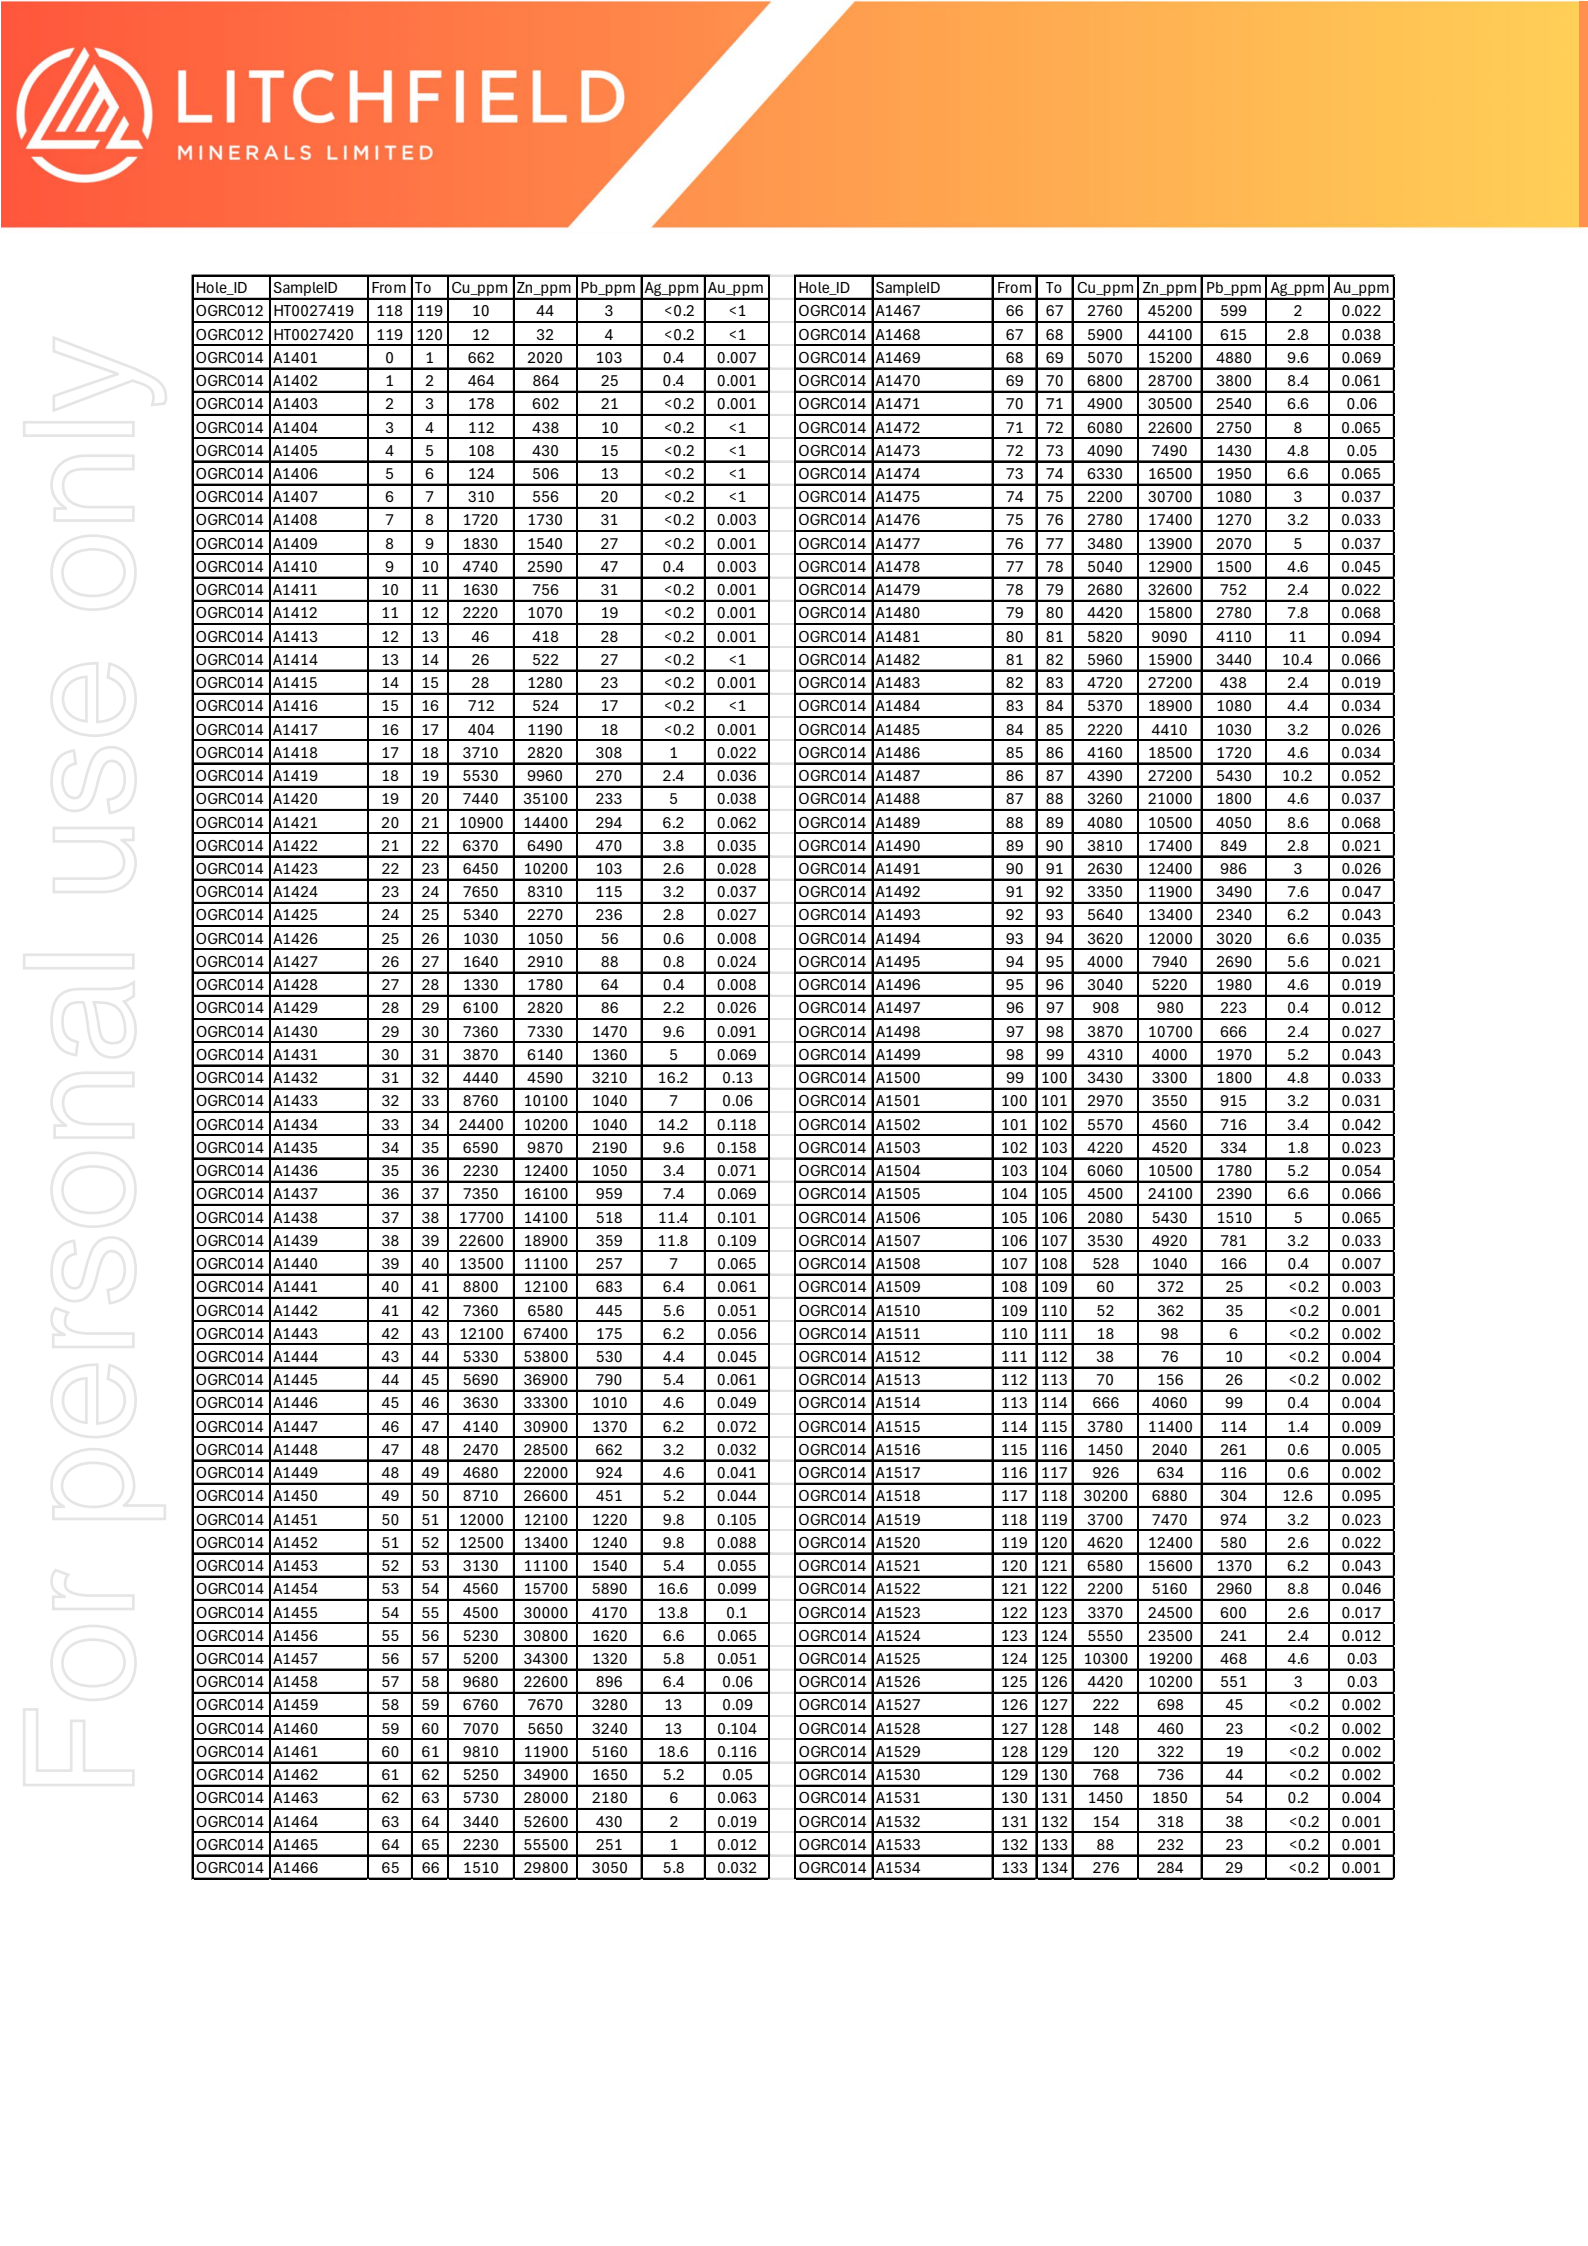 LITCHFIELD
MINERALS LIMITED
For personal use only
Hole_ID SampleID From To Cu_ppm Zn_ppm Pb_ppm Ag_ppm Au_ppm
OGRC012 HT0027419 118 119 10 44 3 <0.2 <1
OGRC012 HT0027420 119 120 12 32 4 <0.2 <1
OGRC014 A1401 0 1 662 2020 103 0.4 0.007
OGRC014 A1402 1 2 464 864 25 0.4 0.001
OGRC014 A1403 2 3 178 602 21 <0.2 0.001
OGRC014 A1404 3 4 112 438 10 <0.2 <1
OGRC014 A1405 4 5 108 430 15 <0.2 <1
OGRC014 A1406 5 6 124 506 13 <0.2 <1
OGRC014 A1407 6 7 310 556 20 <0.2 <1
OGRC014 A1408 7 8 1720 1730 31 <0.2 0.003
OGRC014 A1409 8 9 1830 1540 27 <0.2 0.001
OGRC014 A1410 9 10 4740 2590 47 0.4 0.003
OGRC014 A1411 10 11 1630 756 31 <0.2 0.001
OGRC014 A1412 11 12 2220 1070 19 <0.2 0.001
OGRC014 A1413 12 13 46 418 28 <0.2 0.001
OGRC014 A1414 13 14 26 522 27 <0.2 <1
OGRC014 A1415 14 15 28 1280 23 <0.2 0.001
OGRC014 A1416 15 16 712 524 17 <0.2 <1
OGRC014 A1417 16 17 404 1190 18 <0.2 0.001
OGRC014 A1418 17 18 3710 2820 308 1 0.022
OGRC014 A1419 18 19 5530 9960 270 2.4 0.036
OGRC014 A1420 19 20 7440 35100 233 5 0.038
OGRC014 A1421 20 21 10900 14400 294 6.2 0.062
OGRC014 A1422 21 22 6370 6490 470 3.8 0.035
OGRC014 A1423 22 23 6450 10200 103 2.6 0.028
OGRC014 A1424 23 24 7650 8310 115 3.2 0.037
OGRC014 A1425 24 25 5340 2270 236 2.8 0.027
OGRC014 A1426 25 26 1030 1050 56 0.6 0.008
OGRC014 A1427 26 27 1640 2910 88 0.8 0.024
OGRC014 A1428 27 28 1330 1780 64 0.4 0.008
OGRC014 A1429 28 29 6100 2820 86 2.2 0.026
OGRC014 A1430 29 30 7360 7330 1470 9.6 0.091
OGRC014 A1431 30 31 3870 6140 1360 5 0.069
OGRC014 A1432 31 32 4440 4590 3210 16.2 0.13
OGRC014 A1433 32 33 8760 10100 1040 7 0.06
OGRC014 A1434 33 34 24400 10200 1040 14.2 0.118
OGRC014 A1435 34 35 6590 9870 2190 9.6 0.158
OGRC014 A1436 35 36 2230 12400 1050 3.4 0.071
OGRC014 A1437 36 37 7350 16100 959 7.4 0.069
OGRC014 A1438 37 38 17700 14100 518 11.4 0.101
OGRC014 A1439 38 39 22600 18900 359 11.8 0.109
OGRC014 A1440 39 40 13500 11100 257 7 0.065
OGRC014 A1441 40 41 8800 12100 683 6.4 0.061
OGRC014 A1442 41 42 7360 6580 445 5.6 0.051
OGRC014 A1443 42 43 12100 67400 175 6.2 0.056
OGRC014 A1444 43 44 5330 53800 530 4.4 0.045
OGRC014 A1445 44 45 5690 36900 790 5.4 0.061
OGRC014 A1446 45 46 3630 33300 1010 4.6 0.049
OGRC014 A1447 46 47 4140 30900 1370 6.2 0.072
OGRC014 A1448 47 48 2470 28500 662 3.2 0.032
OGRC014 A1449 48 49 4680 22000 924 4.6 0.041
OGRC014 A1450 49 50 8710 26600 451 5.2 0.044
OGRC014 A1451 50 51 12000 12100 1220 9.8 0.105
OGRC014 A1452 51 52 12500 13400 1240 9.8 0.088
OGRC014 A1453 52 53 3130 11100 1540 5.4 0.055
OGRC014 A1454 53 54 4560 15700 5890 16.6 0.099
OGRC014 A1455 54 55 4500 30000 4170 13.8 0.1
OGRC014 A1456 55 56 5230 30800 1620 6.6 0.065
OGRC014 A1457 56 57 5200 34300 1320 5.8 0.051
OGRC014 A1458 57 58 9680 22600 896 6.4 0.06
OGRC014 A1459 58 59 6760 7670 3280 13 0.09
OGRC014 A1460 59 60 7070 5650 3240 13 0.104
OGRC014 A1461 60 61 9810 11900 5160 18.6 0.116
OGRC014 A1462 61 62 5250 34900 1650 5.2 0.05
OGRC014 A1463 62 63 5730 28000 2180 6 0.063
OGRC014 A1464 63 64 3440 52600 430 2 0.019
OGRC014 A1465 64 65 2230 55500 251 1 0.012
OGRC014 A1466 65 66 1510 29800 3050 5.8 0.032
Hole_ID SampleID From To Cu_ppm Zn_ppm Pb_ppm Ag_ppm Au_ppm
OGRC014 A1467 66 67 2760 45200 599 2 0.022
OGRC014 A1468 67 68 5900 44100 615 2.8 0.038
OGRC014 A1469 68 69 5070 15200 4880 9.6 0.069
OGRC014 A1470 69 70 6800 28700 3800 8.4 0.061
OGRC014 A1471 70 71 4900 30500 2540 6.6 0.06
OGRC014 A1472 71 72 6080 22600 2750 8 0.065
OGRC014 A1473 72 73 4090 7490 1430 4.8 0.05
OGRC014 A1474 73 74 6330 16500 1950 6.6 0.065
OGRC014 A1475 74 75 2200 30700 1080 3 0.037
OGRC014 A1476 75 76 2780 17400 1270 3.2 0.033
OGRC014 A1477 76 77 3480 13900 2070 5 0.037
OGRC014 A1478 77 78 5040 12900 1500 4.6 0.045
OGRC014 A1479 78 79 2680 32600 752 2.4 0.022
OGRC014 A1480 79 80 4420 15800 2780 7.8 0.068
OGRC014 A1481 80 81 5820 9090 4110 11 0.094
OGRC014 A1482 81 82 5960 15900 3440 10.4 0.066
OGRC014 A1483 82 83 4720 27200 438 2.4 0.019
OGRC014 A1484 83 84 5370 18900 1080 4.4 0.034
OGRC014 A1485 84 85 2220 4410 1030 3.2 0.026
OGRC014 A1486 85 86 4160 18500 1720 4.6 0.034
OGRC014 A1487 86 87 4390 27200 5430 10.2 0.052
OGRC014 A1488 87 88 3260 21000 1800 4.6 0.037
OGRC014 A1489 88 89 4080 10500 4050 8.6 0.068
OGRC014 A1490 89 90 3810 17400 849 2.8 0.021
OGRC014 A1491 90 91 2630 12400 986 3 0.026
OGRC014 A1492 91 92 3350 11900 3490 7.6 0.047
OGRC014 A1493 92 93 5640 13400 2340 6.2 0.043
OGRC014 A1494 93 94 3620 12000 3020 6.6 0.035
OGRC014 A1495 94 95 4000 7940 2690 5.6 0.021
OGRC014 A1496 95 96 3040 5220 1980 4.6 0.019
OGRC014 A1497 96 97 908 980 223 0.4 0.012
OGRC014 A1498 97 98 3870 10700 666 2.4 0.027
OGRC014 A1499 98 99 4310 4000 1970 5.2 0.043
OGRC014 A1500 99 100 3430 3300 1800 4.8 0.033
OGRC014 A1501 100 101 2970 3550 915 3.2 0.031
OGRC014 A1502 101 102 5570 4560 716 3.4 0.042
OGRC014 A1503 102 103 4220 4520 334 1.8 0.023
OGRC014 A1504 103 104 6060 10500 1780 5.2 0.054
OGRC014 A1505 104 105 4500 24100 2390 6.6 0.066
OGRC014 A1506 105 106 2080 5430 1510 5 0.065
OGRC014 A1507 106 107 3530 4920 781 3.2 0.033
OGRC014 A1508 107 108 528 1040 166 0.4 0.007
OGRC014 A1509 108 109 60 372 25 <0.2 0.003
OGRC014 A1510 109 110 52 362 35 <0.2 0.001
OGRC014 A1511 110 111 18 98 6 <0.2 0.002
OGRC014 A1512 111 112 38 76 10 <0.2 0.004
OGRC014 A1513 112 113 70 156 26 <0.2 0.002
OGRC014 A1514 113 114 666 4060 99 0.4 0.004
OGRC014 A1515 114 115 3780 11400 114 1.4 0.009
OGRC014 A1516 115 116 1450 2040 261 0.6 0.005
OGRC014 A1517 116 117 926 634 116 0.6 0.002
OGRC014 A1518 117 118 30200 6880 304 12.6 0.095
OGRC014 A1519 118 119 3700 7470 974 3.2 0.023
OGRC014 A1520 119 120 4620 12400 580 2.6 0.022
OGRC014 A1521 120 121 6580 15600 1370 6.2 0.043
OGRC014 A1522 121 122 2200 5160 2960 8.8 0.046
OGRC014 A1523 122 123 3370 24500 600 2.6 0.017
OGRC014 A1524 123 124 5550 23500 241 2.4 0.012
OGRC014 A1525 124 125 10300 19200 468 4.6 0.03
OGRC014 A1526 125 126 4420 10200 551 3 0.03
OGRC014 A1527 126 127 222 698 45 <0.2 0.002
OGRC014 A1528 127 128 148 460 23 <0.2 0.002
OGRC014 A1529 128 129 120 322 19 <0.2 0.002
OGRC014 A1530 129 130 768 736 44 <0.2 0.002
OGRC014 A1531 130 131 1450 1850 54 0.2 0.004
OGRC014 A1532 131 132 154 318 38 <0.2 0.001
OGRC014 A1533 132 133 88 232 23 <0.2 0.001
OGRC014 A1534 133 134 276 284 29 <0.2 0.001